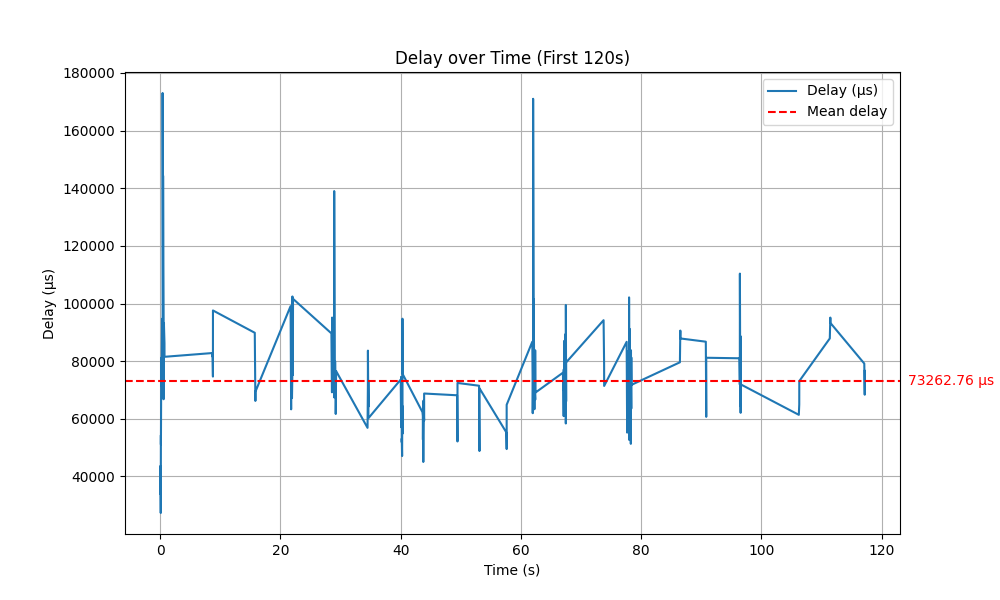 Delay over Time (First 120s)
180000
160000
140000
120000
100000
80000
60000
40000
Delay (µs)
Delay (µs)
Mean delay
73262.76 µs
0 20 40 60 80 100 120
Time (s)